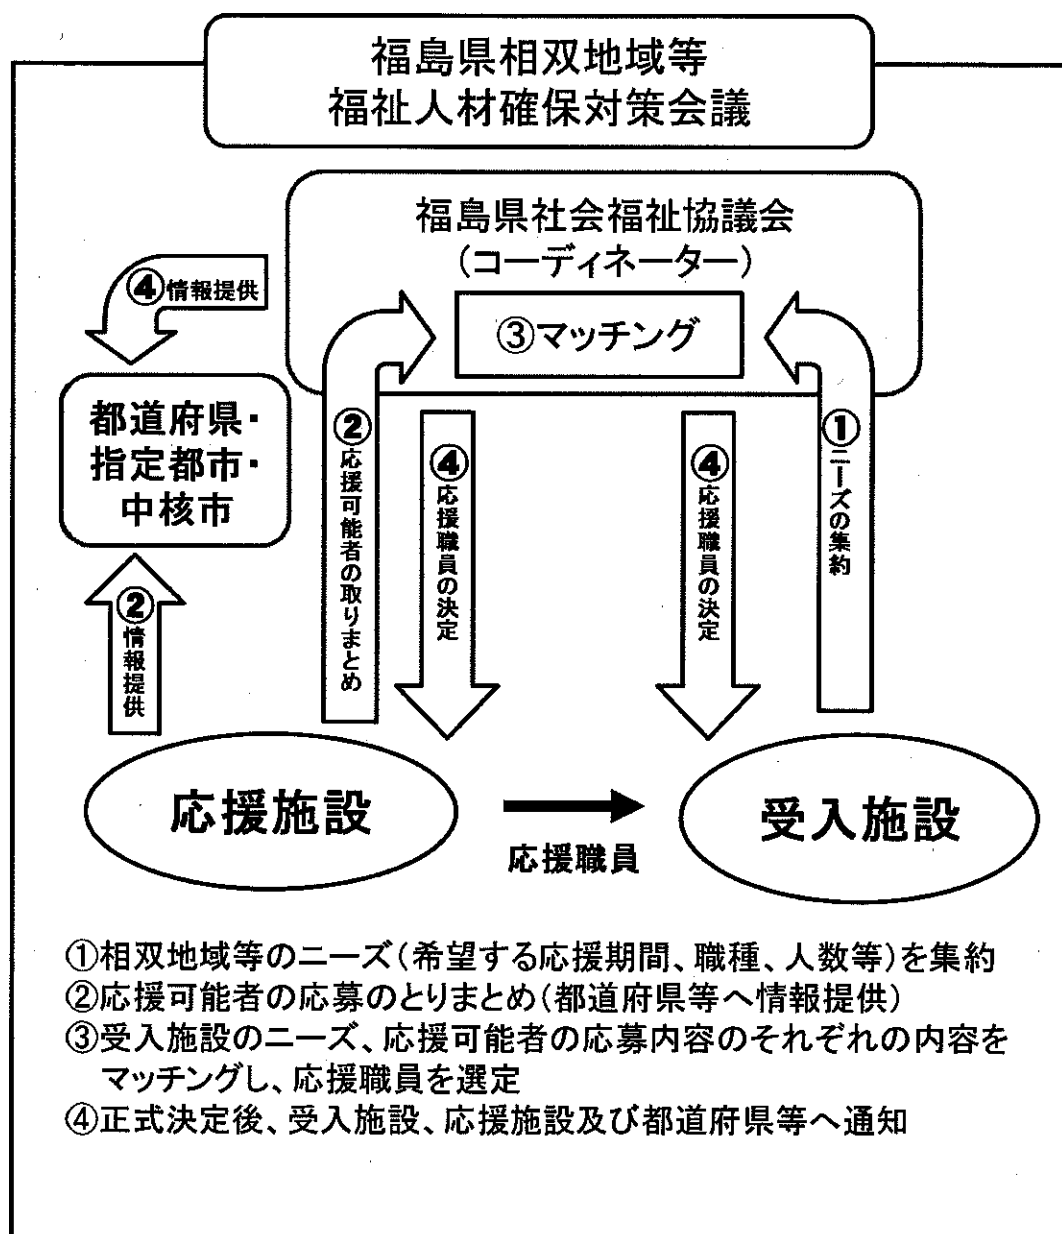 福島県相双地域等
福祉人材確保対策会議
福島県社会福祉協議会
(コーディネーター)
③マッチング
④情報提供
都道府県・
指定都市・
中核市
②情報提供
②応援可能者の取りまとめ
④応援職員の決定
④応援職員の決定
①ニーズの集約
応援施設
応援職員
受入施設
①相双地域等のニーズ(希望する応援期間、職種、人数等)を集約
②応援可能者の応募のとりまとめ(都道府県等へ情報提供)
③受入施設のニーズ、応援可能者の応募内容のそれぞれの内容を
マッチングし、応援職員を選定
④正式決定後、受入施設、応援施設及び都道府県等へ通知